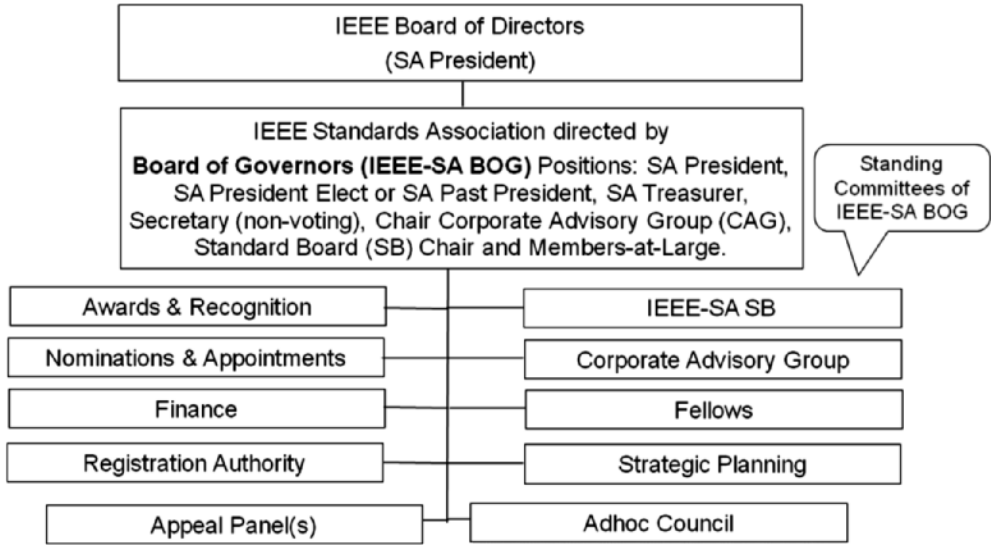 IEEE Board of Directors
(SA President)
IEEE Standards Association directed by
Board of Governors (IEEE-SA BOG) Positions: SA President,
SA President Elect or SA Past President, SA Treasurer,
Secretary (non-voting), Chair Corporate Advisory Group (CAG),
Standard Board (SB) Chair and Members-at-Large.
Standing
Committees of
IEEE-SA BOG
Awards & Recognition
IEEE-SA SB
Nominations & Appointments
Corporate Advisory Group
Finance
Fellows
Registration Authority
Strategic Planning
Appeal Panel(s)
Adhoc Council